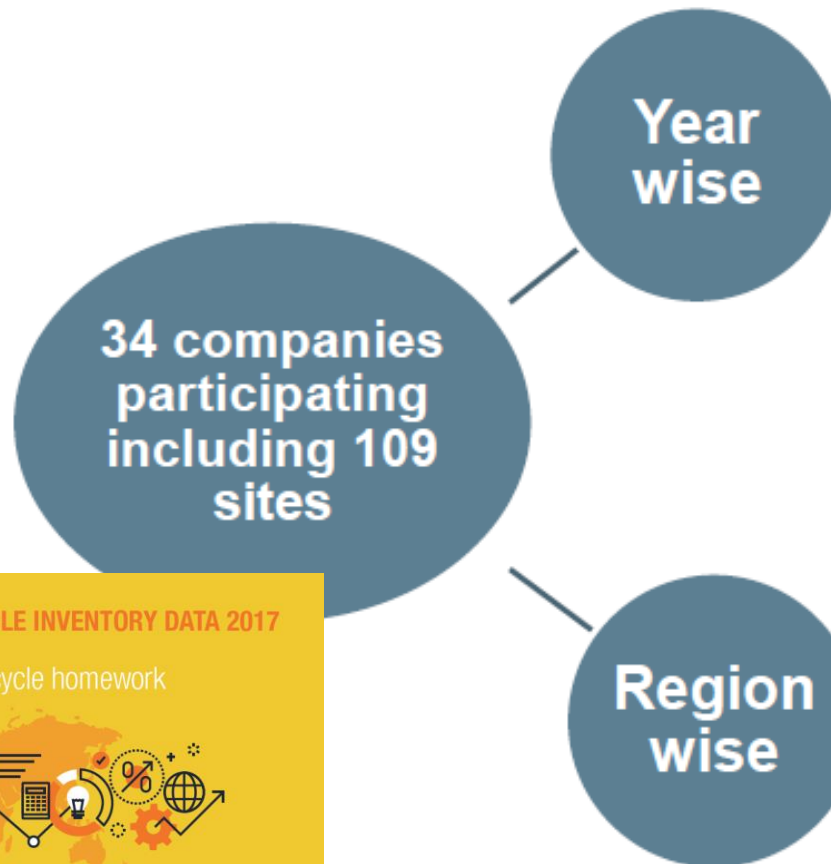 Year
wise
34 companies
participating
including 109
sites
LE INVENTORY DATA 2017
ycle homework
%
Region
wise